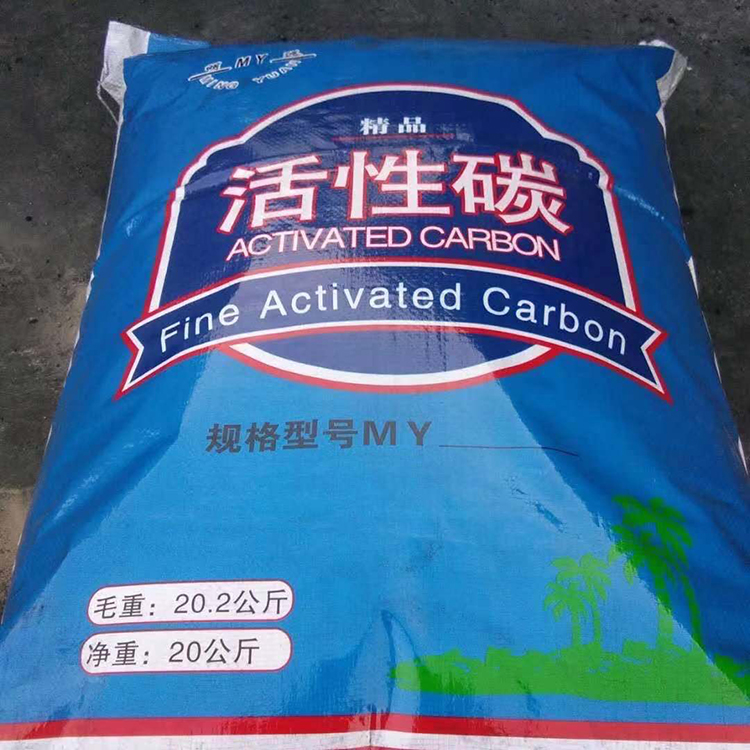 MY
精品
活性碳
ACTIVATED CARBON
Fine Activated Carbon
规格型号MY
毛重：20.2公斤
净重：20公斤